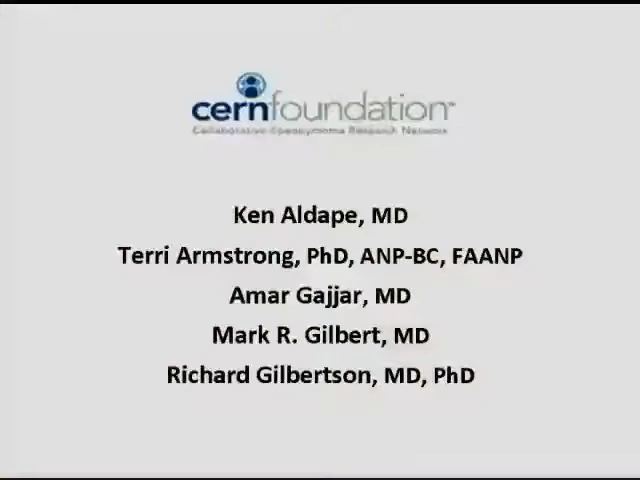 cernfoundation™
Collaborative Ependymoma Research Network
Ken Aldape, MD
Terri Armstrong, PhD, ANP-BC, FAANP
Amar Gajjar, MD
Mark R. Gilbert, MD
Richard Gilbertson, MD, PhD